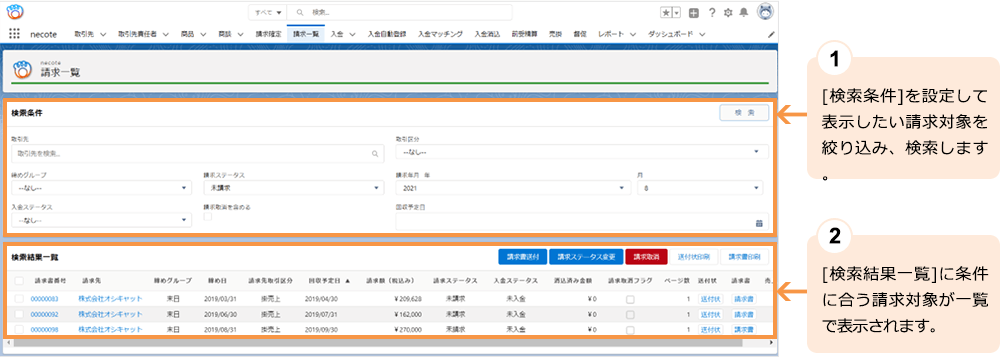 すべて ▼ 検索...
necote 取引先 取引先責任者 商品 商談 請求確定 請求一覧 入金 入金自動登録 入金マッチング 入金消込 前受精算 売掛 督促 レポート ダッシュボード
necote
請求一覧
検索条件 検 索
取引先 取引区分
取引先を検索... --なし--
締めグループ 請求ステータス 請求年月 年 月
--なし-- 未請求 2021 8
入金ステータス 請求取消を含める 回収予定日
--なし--
検索結果一覧 請求書送付 請求ステータス変更 請求取消 送付状印刷 請求書印刷
請求書番号 請求先 締めグループ 締め日 請求先取引区分 回収予定日 ▲ 請求額（税込み） 請求ステータス 入金ステータス 消込済み金額 請求取消フラグ ページ数 送付状 請求書 売.
00000083 株式会社オシキャット 末日 2019/03/31 掛売上 2019/04/30 ￥209,628 未請求 未入金 ￥0 1 送付状 請求書
00000092 株式会社オシキャット 末日 2019/06/30 掛売上 2019/07/31 ￥162,000 未請求 未入金 ￥0 1 送付状 請求書
00000098 株式会社オシキャット 末日 2019/08/31 掛売上 2019/09/30 ￥270,000 未請求 未入金 ￥0 1 送付状 請求書
1
[検索条件]を設定して
表示したい請求対象を
絞り込み、検索します
。
2
[検索結果一覧]に条件
に合う請求対象が一覧
で表示されます。